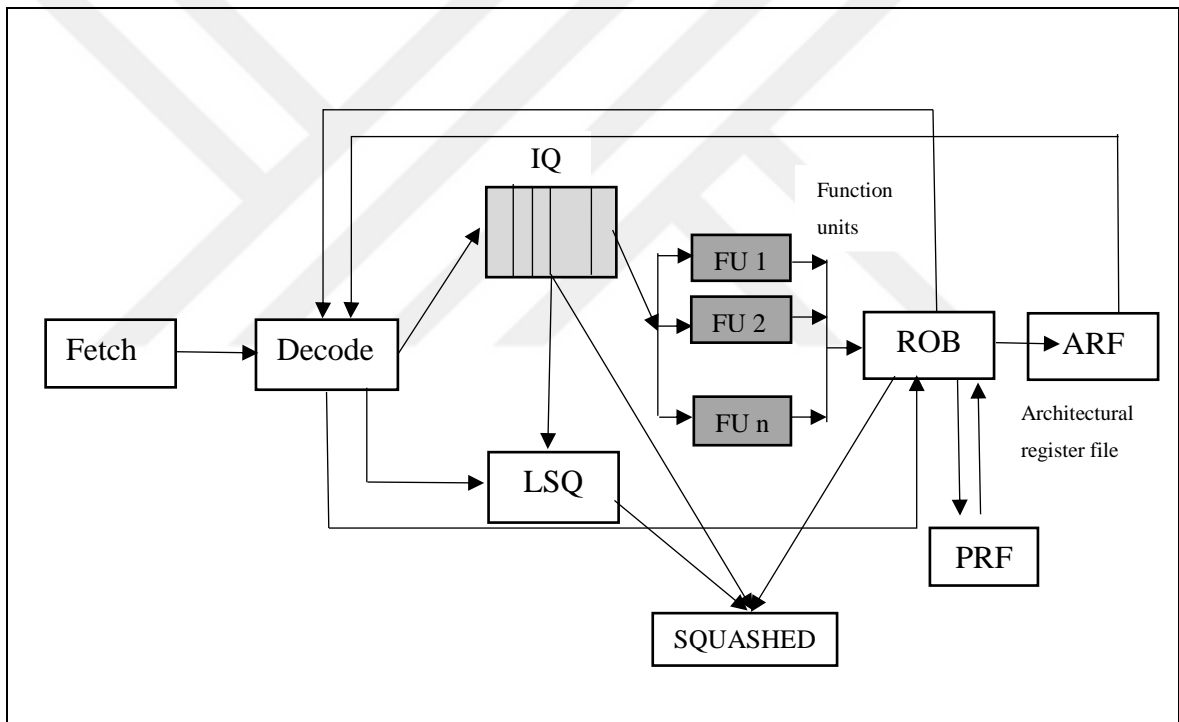 IQ
Function
units
FU 1
FU 2
FU n
Fetch
Decode
ROB
ARF
Architectural
register file
LSQ
PRF
SQUASHED